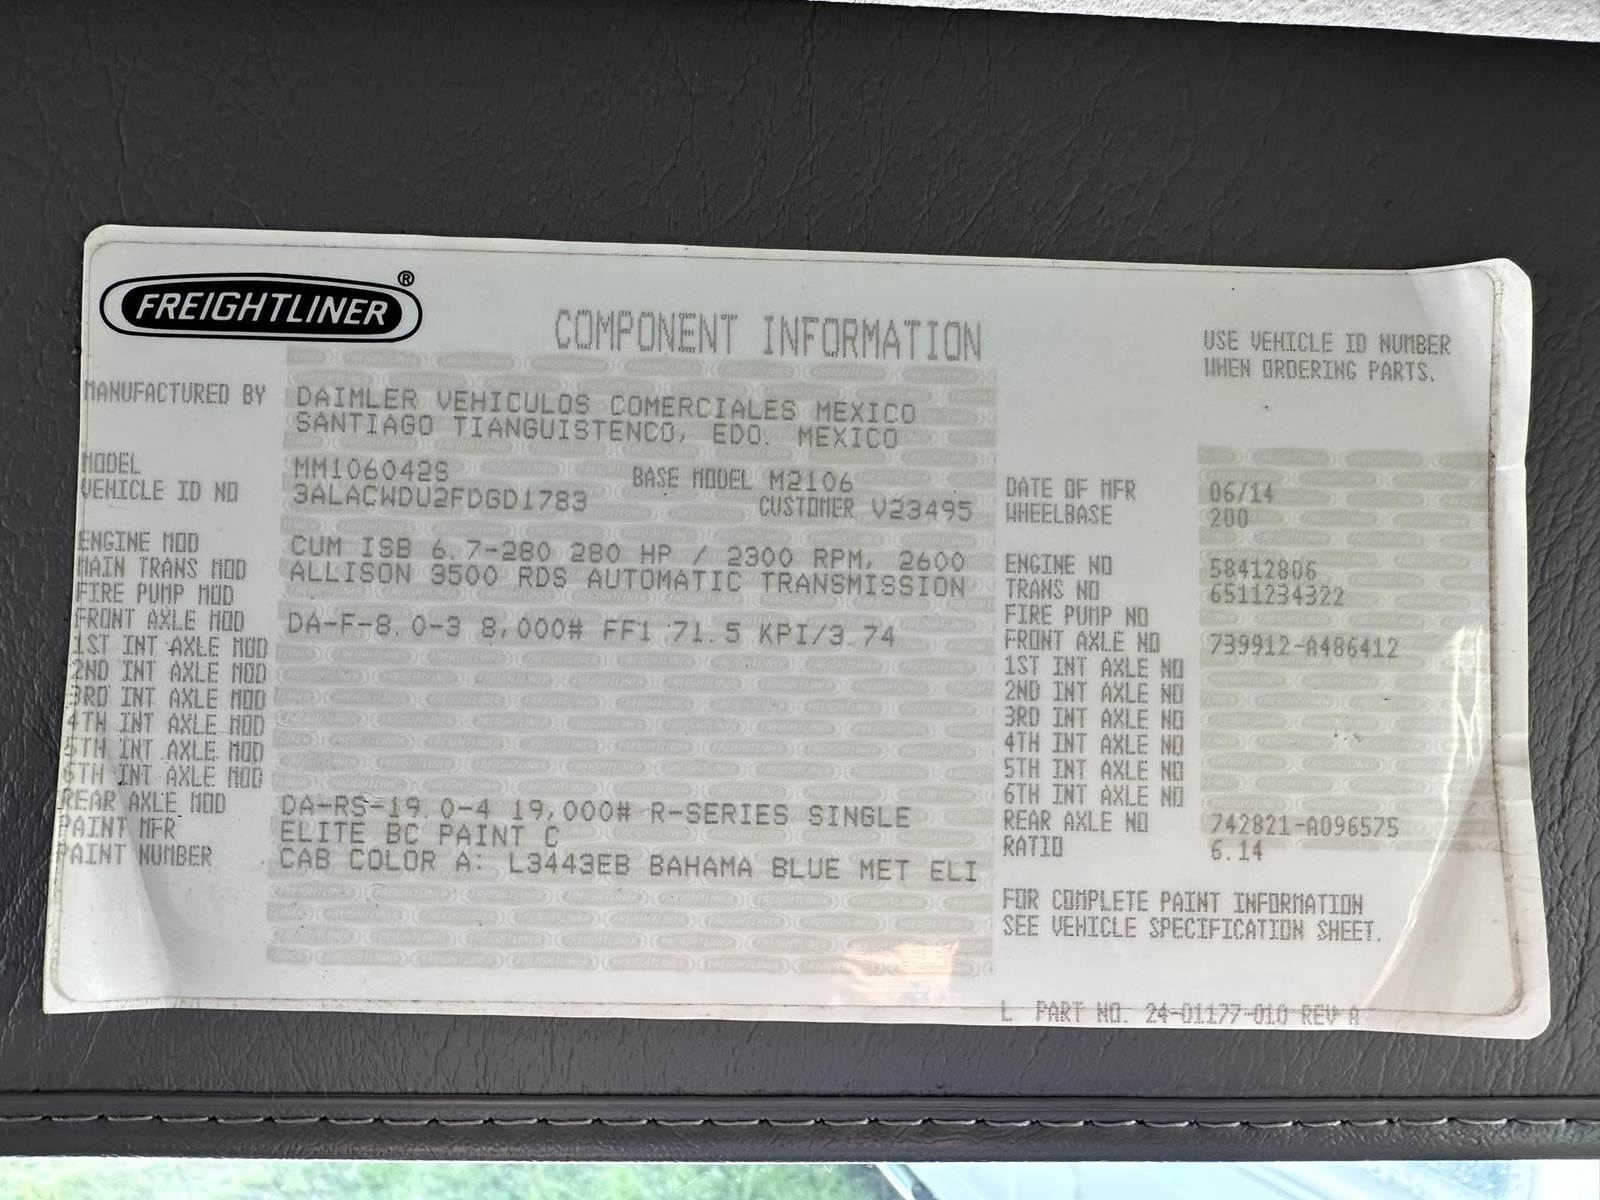 FREIGHTLINER®
COMPONENT INFORMATION
USE VEHICLE ID NUMBER
WHEN ORDERING PARTS.
MANUFACTURED BY DAIMLER VEHICULOS COMERCIALES MEXICO
SANTIAGO TIANGUISTENCO, EDO. MEXICO
MODEL MM106042S BASE MODEL M2106
VEHICLE ID NO 3ALACWDU2FDGD1783 CUSTOMER V23495
DATE OF MFR 06/14
WHEELBASE 200
ENGINE MOD CUM ISB 6.7-280 280 HP / 2300 RPM, 2600
MAIN TRANS MOD ALLISON 3500 RDS AUTOMATIC TRANSMISSION
FIRE PUMP MOD
FRONT AXLE MOD DA-F-8.0-3 8,000# FF1 71.5 KPI/3.74
1ST INT AXLE MOD
2ND INT AXLE MOD
3RD INT AXLE MOD
4TH INT AXLE MOD
5TH INT AXLE MOD
6TH INT AXLE MOD
REAR AXLE MOD DA-RS-19.0-4 19,000# R-SERIES SINGLE
PAINT MFR ELITE BC PAINT C
PAINT NUMBER CAB COLOR A: L3443EB BAHAMA BLUE MET ELI
ENGINE NO 58412806
TRANS NO 6511234322
FIRE PUMP NO
FRONT AXLE NO 739912-A486412
1ST INT AXLE NO
2ND INT AXLE NO
3RD INT AXLE NO
4TH INT AXLE NO
5TH INT AXLE NO
6TH INT AXLE NO
REAR AXLE NO 742821-A096575
RATIO 6.14
FOR COMPLETE PAINT INFORMATION
SEE VEHICLE SPECIFICATION SHEET.
L PART NO. 24-01177-010 REV A